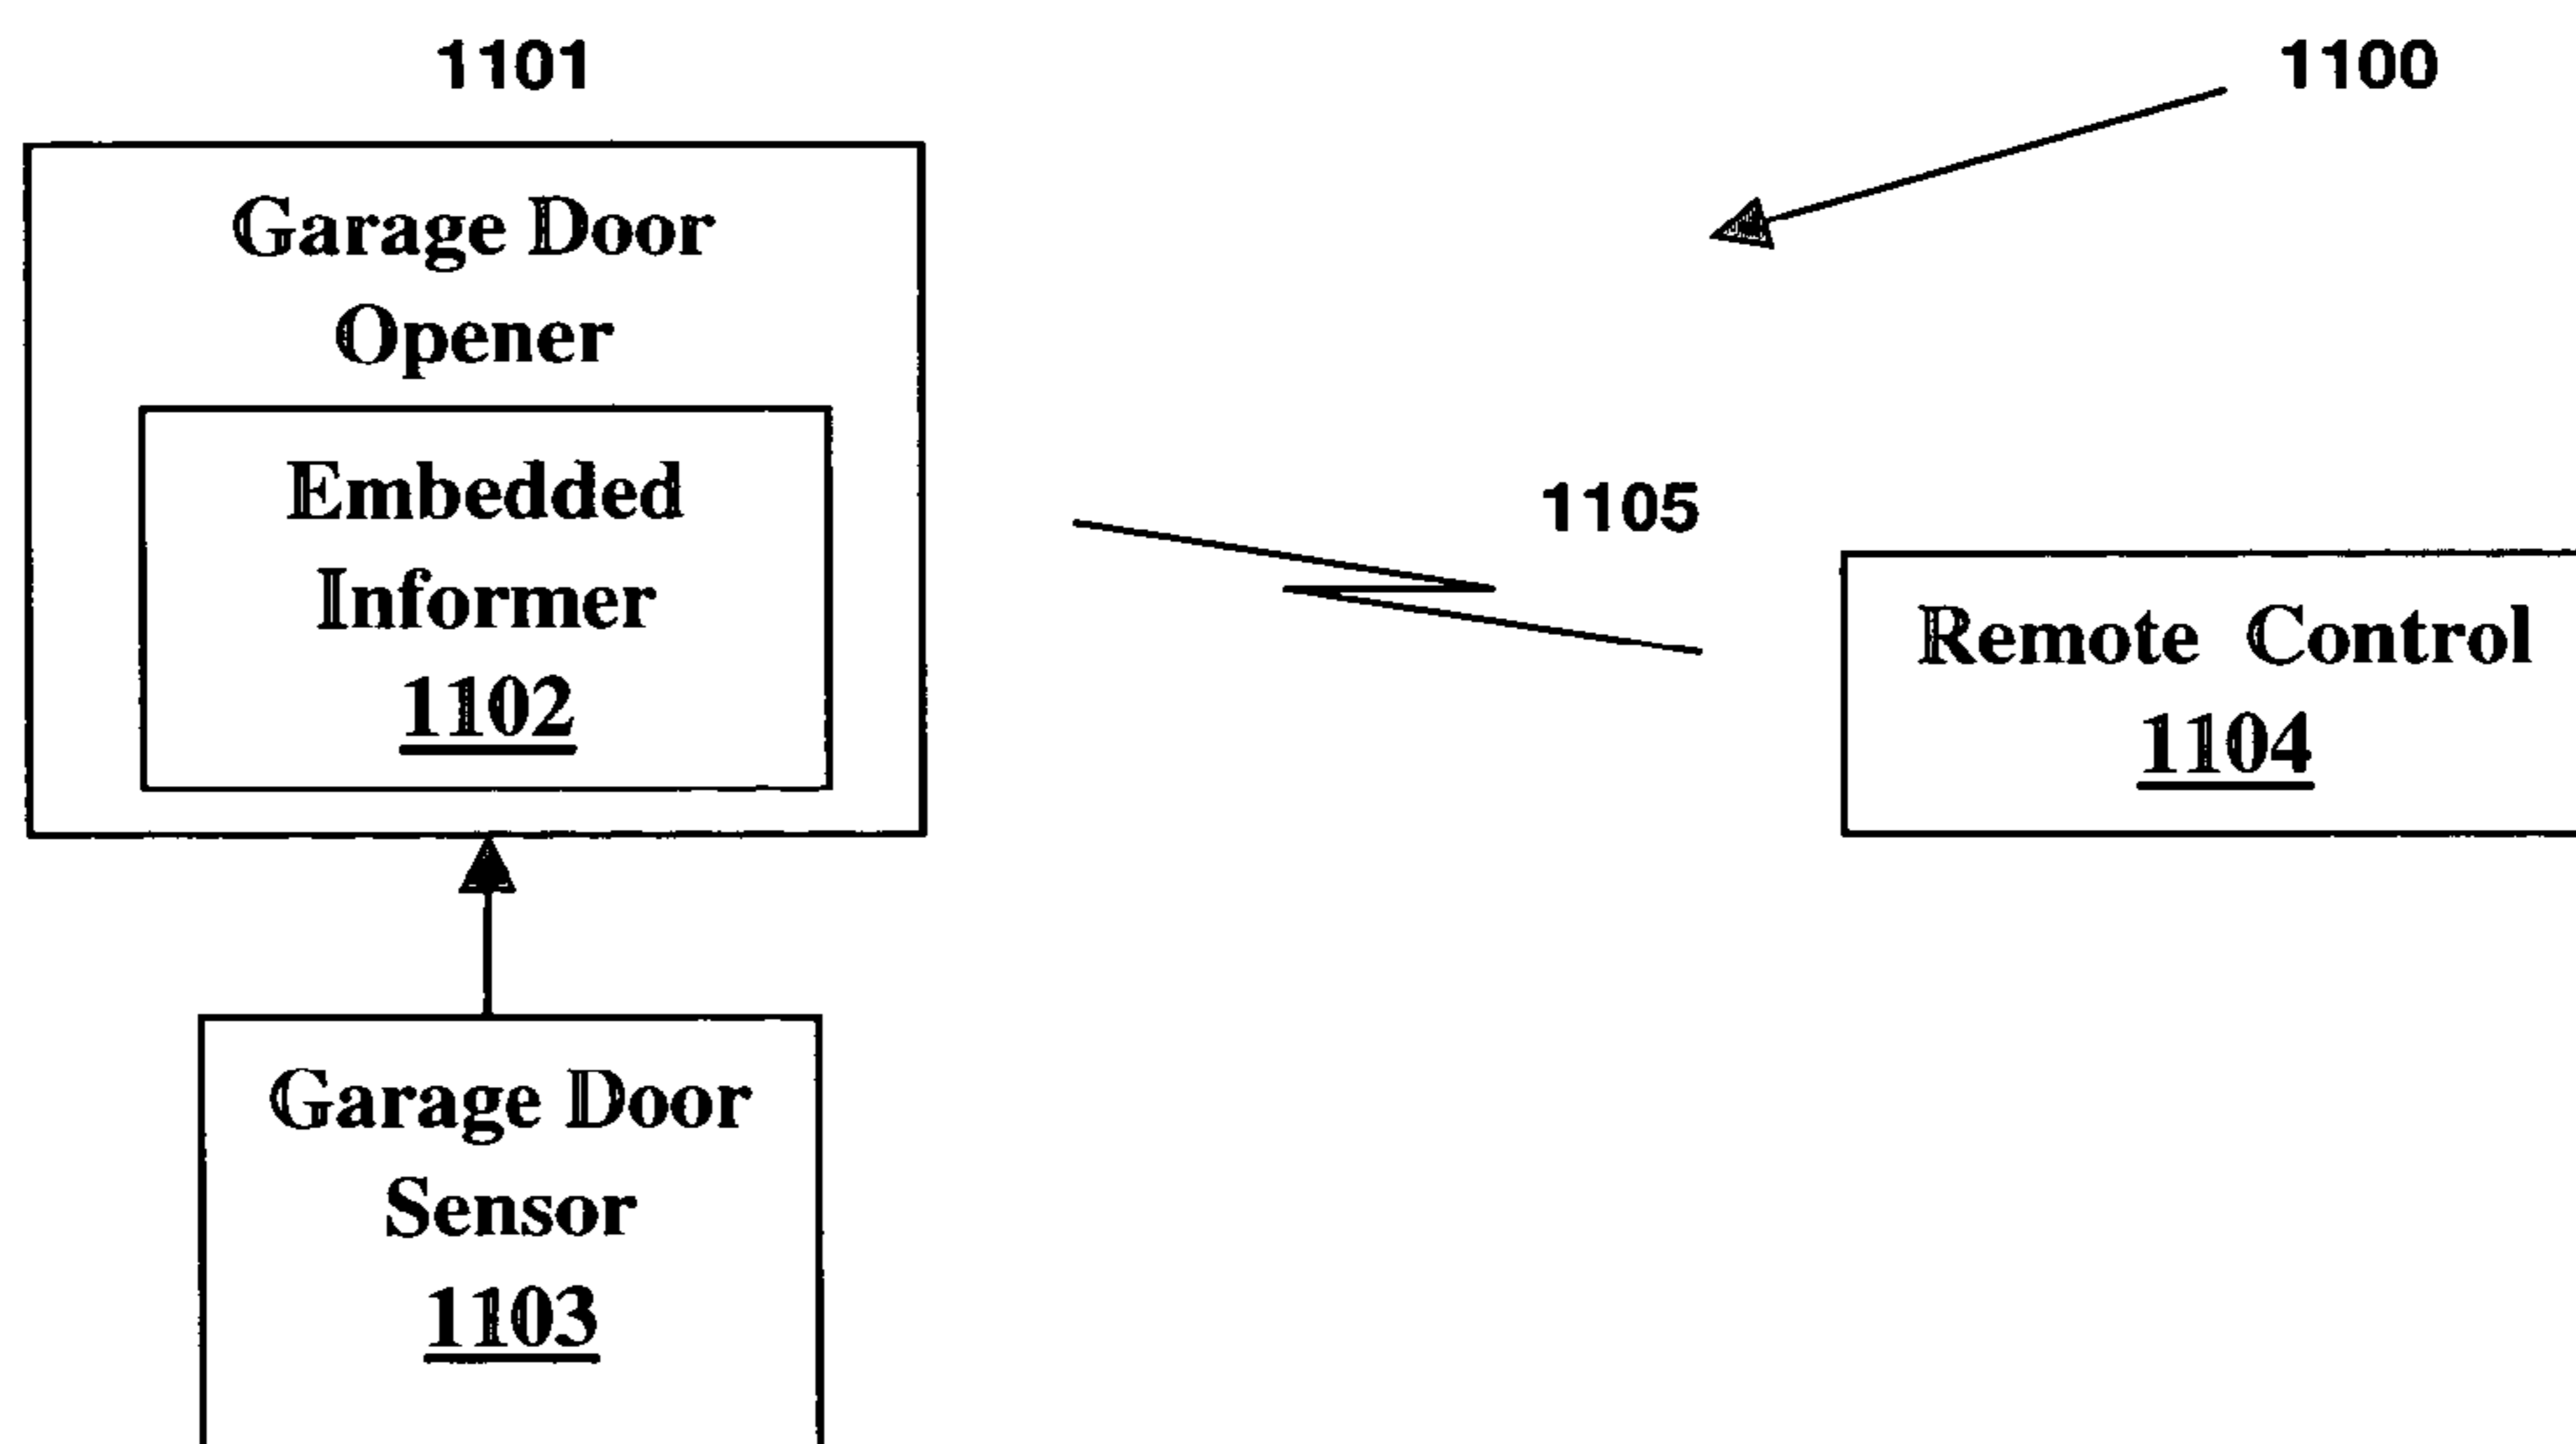 1101
1100
Garage Door
Opener
Embedded
Informer
1102
1105
Remote Control
1104
Garage Door
Sensor
1103